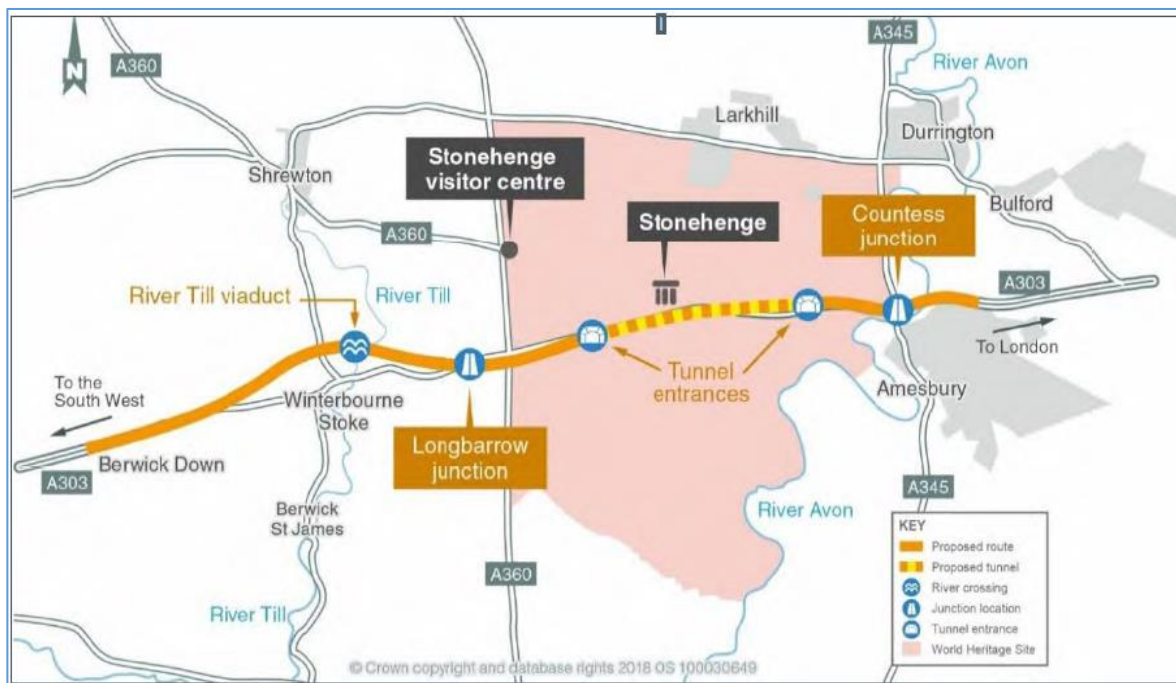 A345
River Avon
A360
N
Larkhill
Durrington
Stonehenge
visitor centre
Shrewton
Stonehenge
Countess
junction
Bulford
A360
River Till viaduct
River Till
A303
To London
Tunnel
entrances
To the
South West
Winterbourne
Stoke
Amesbury
Longbarrow
junction
Berwick Down
A303
A345
River Avon
Berwick
St James
KEY
Proposed route
Proposed tunnel
River crossing
Junction location
Tunnel entrance
World Heritage Site
A360
River Till
© Crown copyright and database rights 2018 OS 100030649